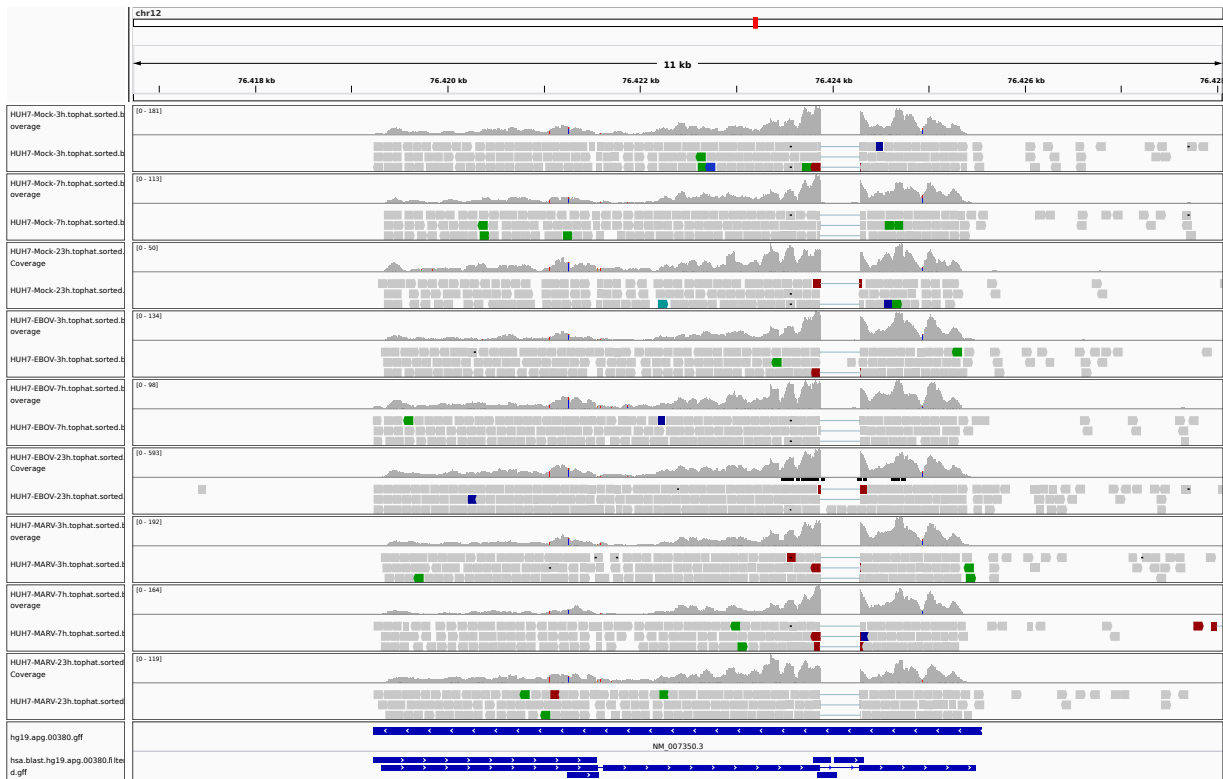 chr12
11 kb
76.418 kb 76.420 kb 76.422 kb 76.424 kb 76.426 kb 76.42
HUH7-Mock-3h.tophat.sorted.b
overage
[0 - 181]
HUH7-Mock-3h.tophat.sorted.b
HUH7-Mock-7h.tophat.sorted.b
overage
[0 - 113]
HUH7-Mock-7h.tophat.sorted.b
HUH7-Mock-23h.tophat.sorted.
Coverage
[0 - 50]
HUH7-Mock-23h.tophat.sorted.
HUH7-EBOV-3h.tophat.sorted.b
overage
[0 - 134]
HUH7-EBOV-3h.tophat.sorted.b
HUH7-EBOV-7h.tophat.sorted.b
overage
[0 - 98]
HUH7-EBOV-7h.tophat.sorted.b
HUH7-EBOV-23h.tophat.sorted.
Coverage
[0 - 593]
HUH7-EBOV-23h.tophat.sorted.
HUH7-MARV-3h.tophat.sorted.b
overage
[0 - 192]
HUH7-MARV-3h.tophat.sorted.b
HUH7-MARV-7h.tophat.sorted.b
overage
[0 - 164]
HUH7-MARV-7h.tophat.sorted.b
HUH7-MARV-23h.tophat.sorted
Coverage
[0 - 119]
HUH7-MARV-23h.tophat.sorted
hg19.apg.00380.gff
NM_007350.3
hsa.blast.hg19.apg.00380.filte
d.gff